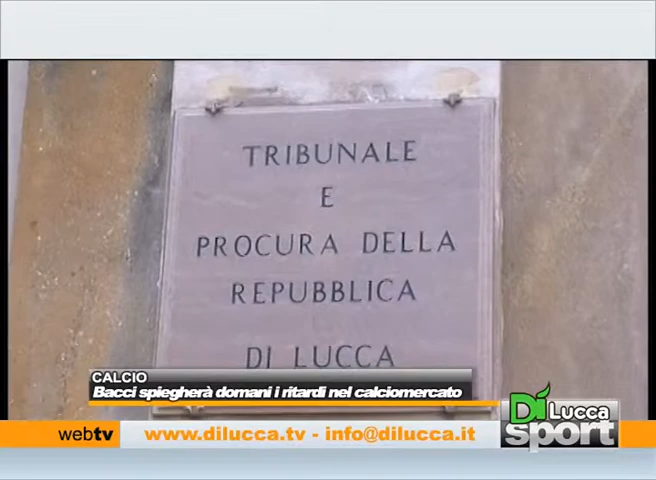 TRIBUNALE
E
PROCURA DELLA
REPUBBLICA
DI LUCCA
CALCIO
Bacci spiegherà domani i ritardi nel calciomercato
webtv
www.dilucca.tv - info@dilucca.it
Di Lucca
sport